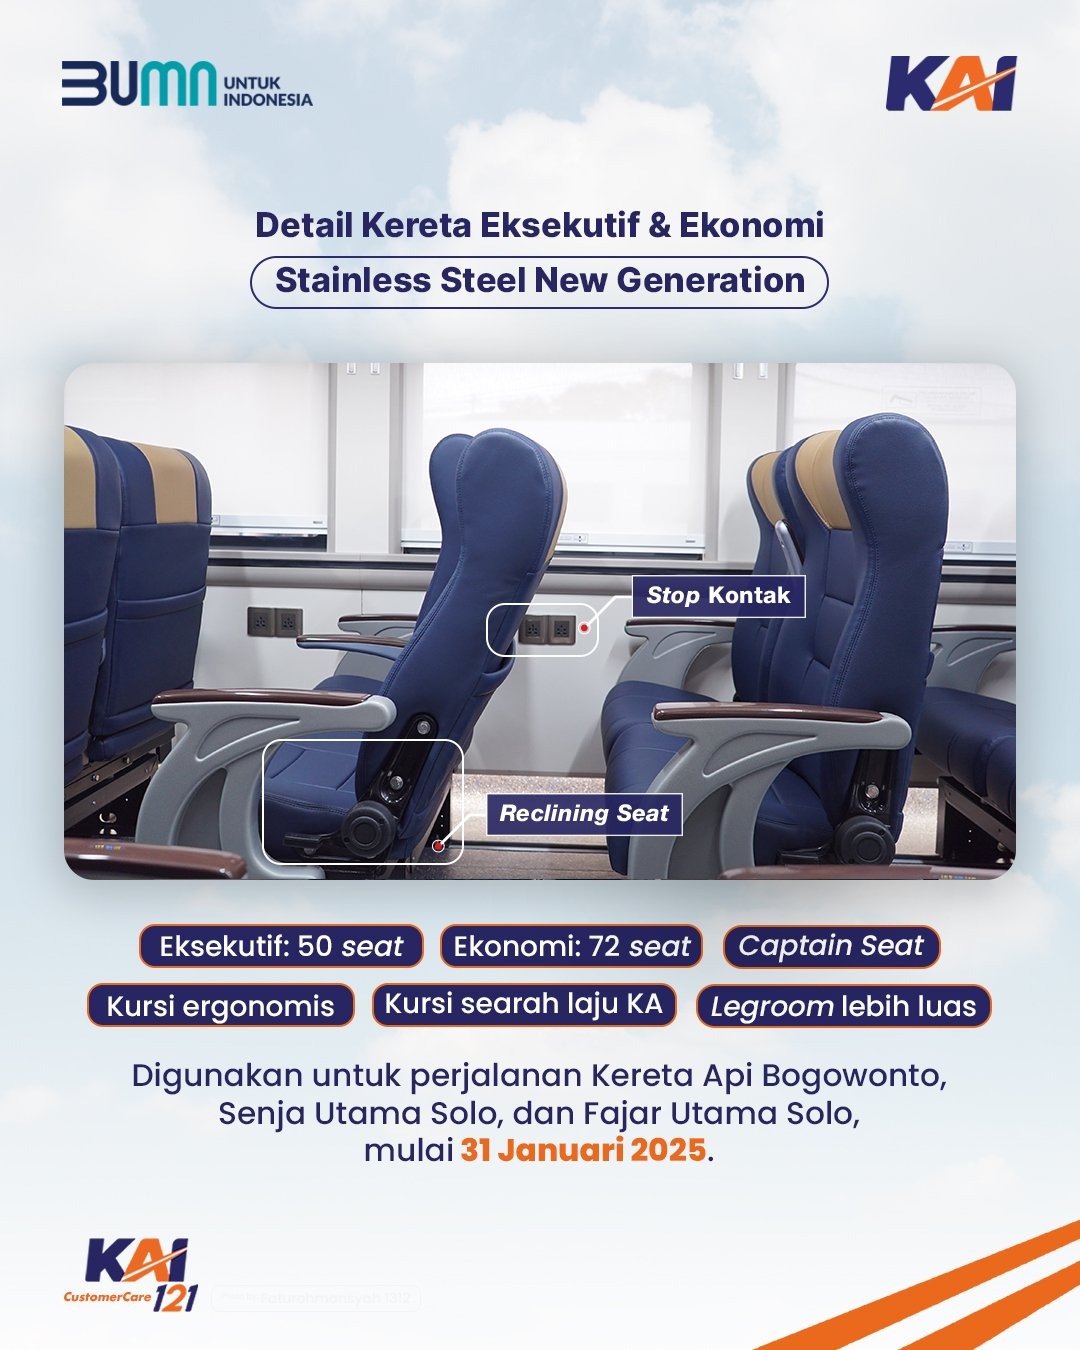 BUMN UNTUK
INDONESIA
KAI
Detail Kereta Eksekutif & Ekonomi
Stainless Steel New Generation
Stop Kontak
Reclining Seat
Eksekutif: 50 seat
Ekonomi: 72 seat
Captain Seat
Kursi ergonomis
Kursi searah laju KA
Legroom lebih luas
Digunakan untuk perjalanan Kereta Api Bogowonto,
Senja Utama Solo, dan Fajar Utama Solo,
mulai 31 Januari 2025.
KAI
CustomerCare 121
Faturohmansyah 1312